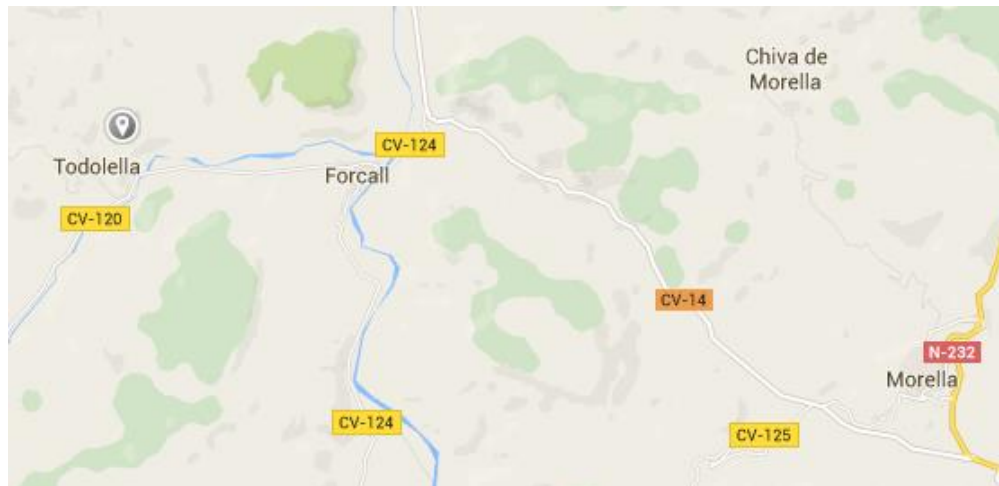 Chiva de
Morella
CV-124
Todolella
Forcall
CV-120
CV-14
N-232
Morella
CV-124
CV-125